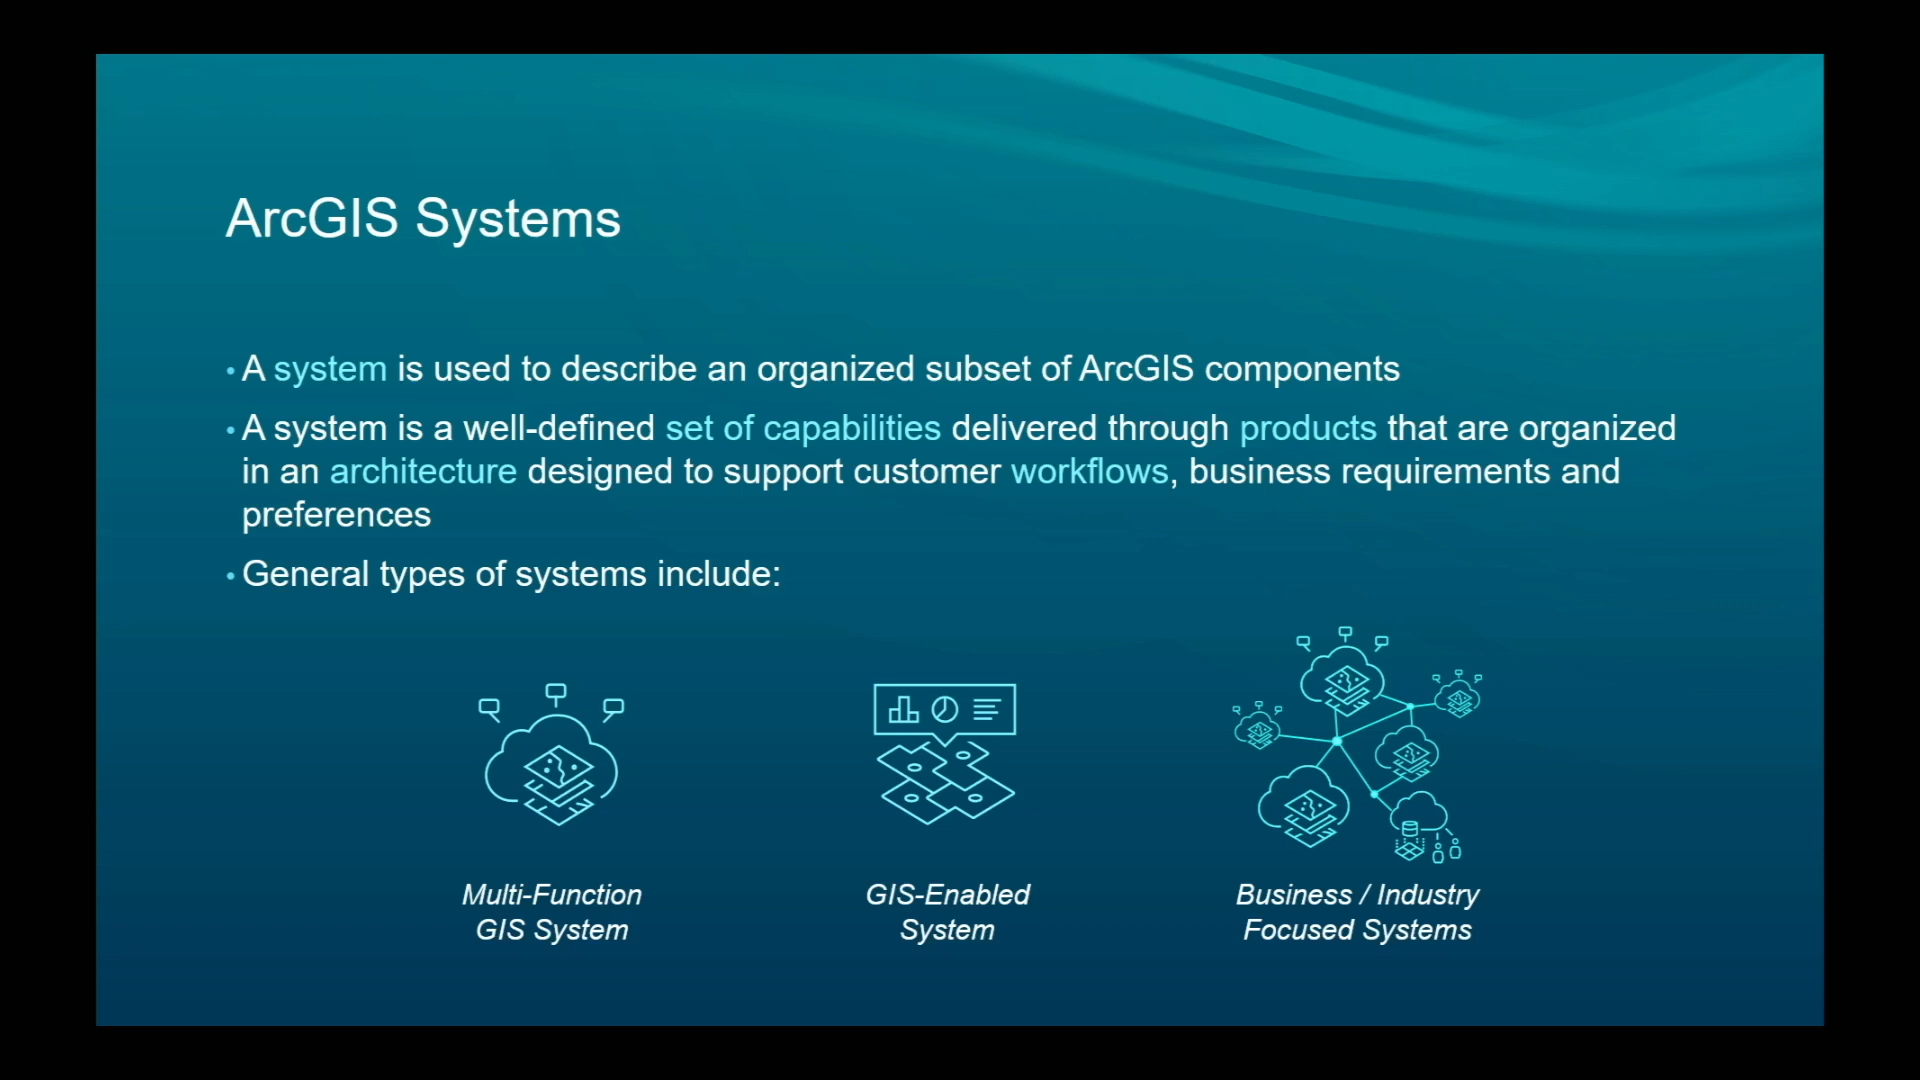 ArcGIS Systems
• A system is used to describe an organized subset of ArcGIS components
• A system is a well-defined set of capabilities delivered through products that are organized
in an architecture designed to support customer workflows, business requirements and
preferences
• General types of systems include:
Multi-Function
GIS System
GIS-Enabled
System
Business / Industry
Focused Systems